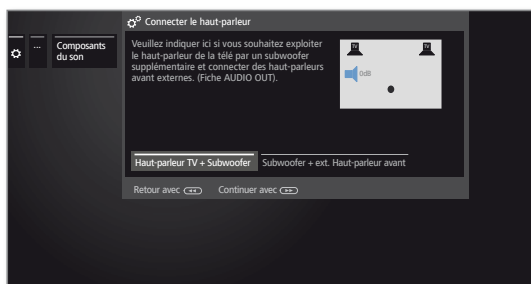 Connecter le haut-parleur
...
Composants
du son
Veuillez indiquer ici si vous souhaitez exploiter
le haut-parleur de la télé par un subwoofer
supplémentaire et connecter des haut-parleurs
avant externes. (Fiche AUDIO OUT).
TV TV
0dB
Haut-parleur TV + Subwoofer Subwoofer + ext. Haut-parleur avant
Retour avec Continuer avec